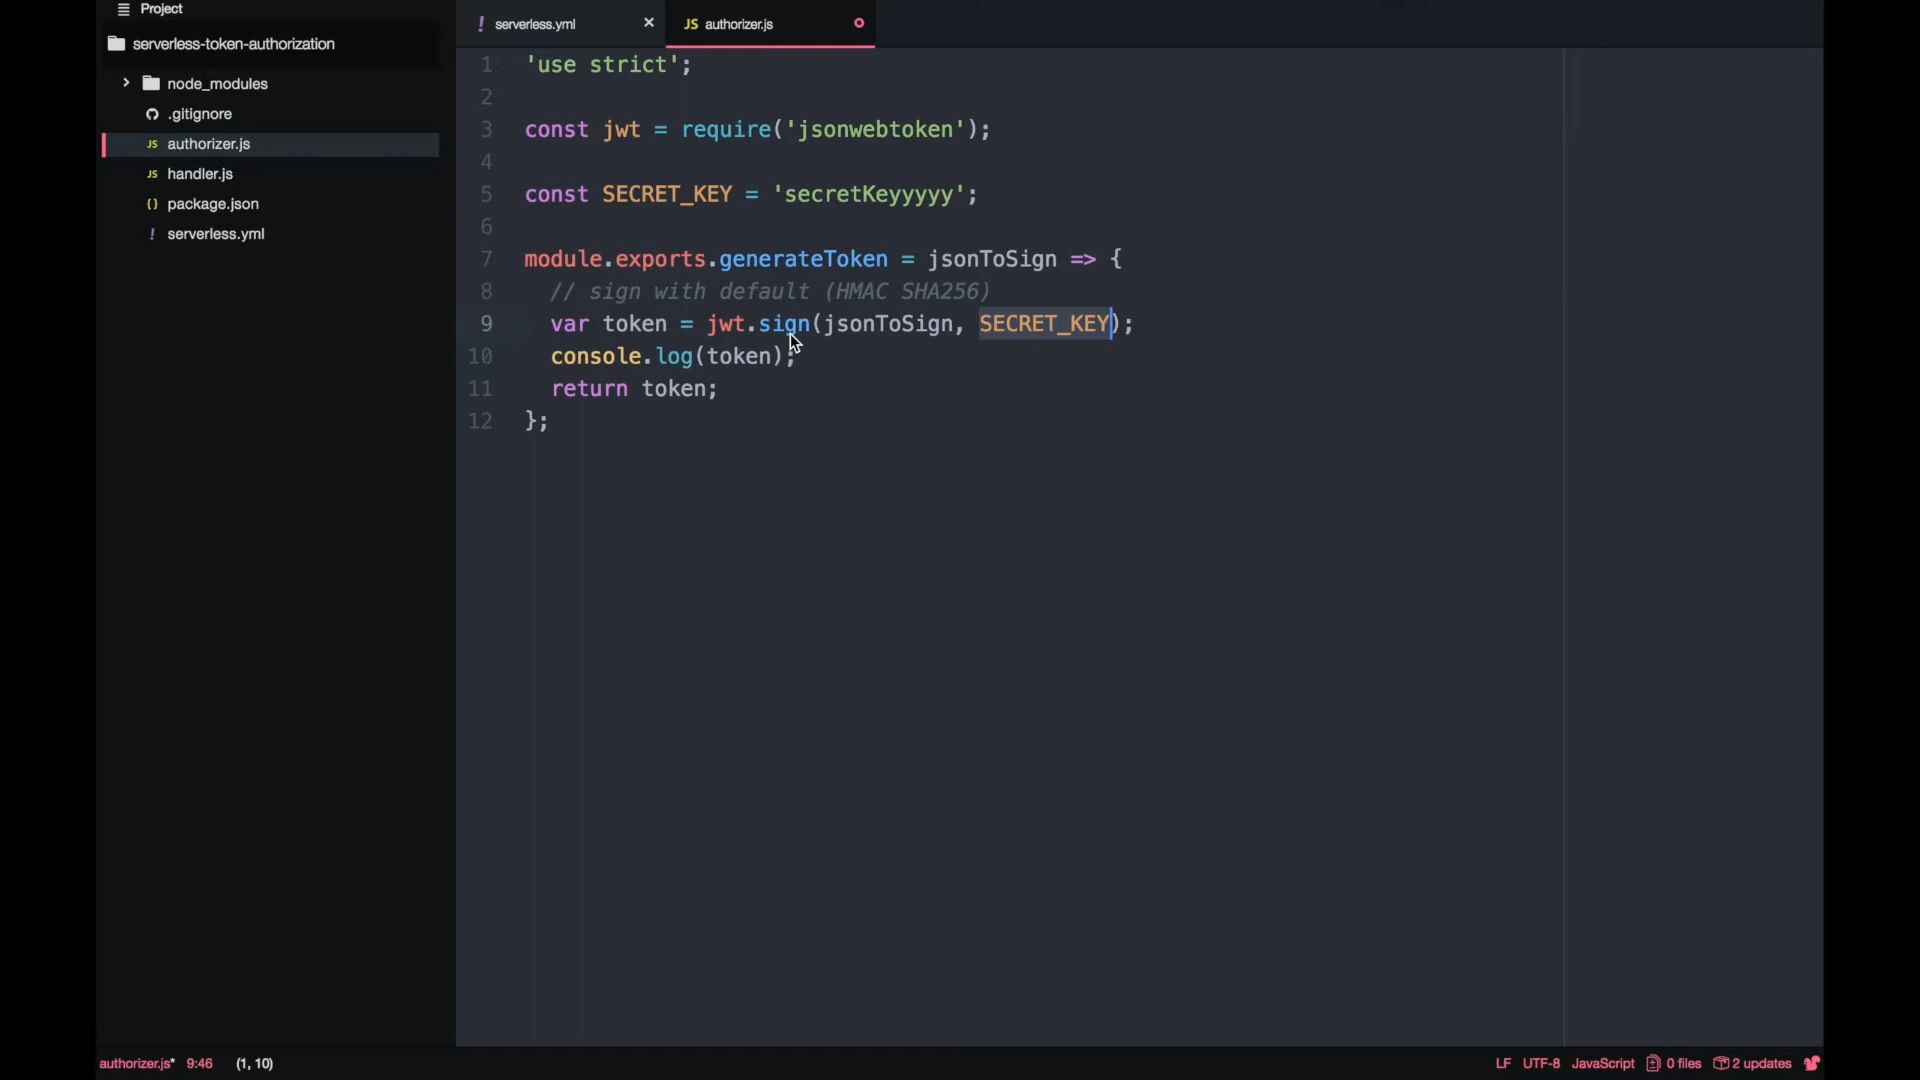 Project
serverless-token-authorization
node_modules
.gitignore
JS authorizer.js
JS handler.js
{} package.json
! serverless.yml
! serverless.yml ×
JS authorizer.js
1 'use strict';
2
3 const jwt = require('jsonwebtoken');
4
5 const SECRET_KEY = 'secretKeyyyyy';
6
7 module.exports.generateToken = jsonToSign => {
8 // sign with default (HMAC SHA256)
9 var token = jwt.sign(jsonToSign, SECRET_KEY);
10 console.log(token);
11 return token;
12 };
authorizer.js* 9:46 (1, 10)
LF UTF-8 JavaScript 0 files 2 updates